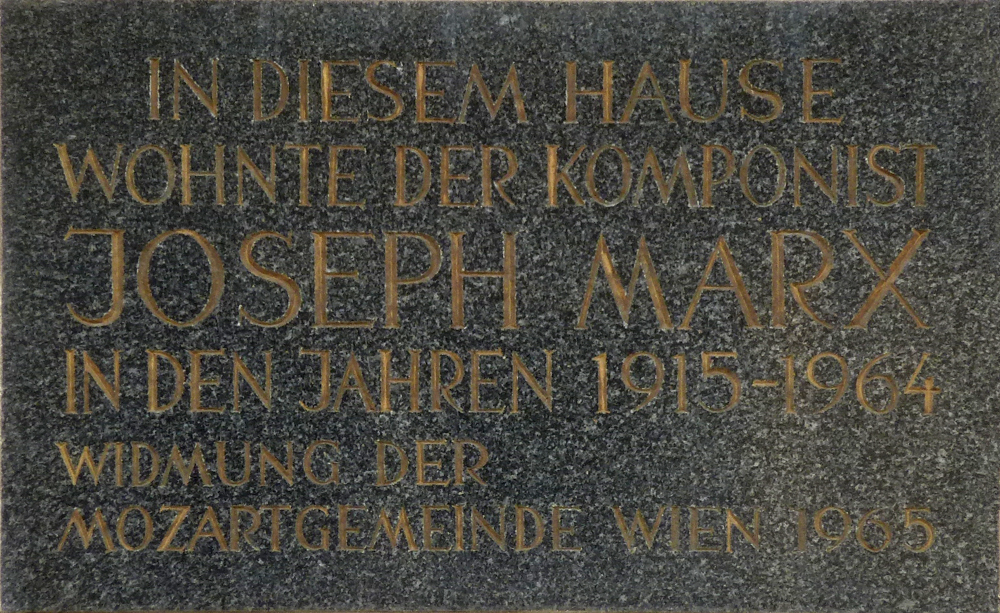 IN DIESEM HAUSE
WOHNTE DER KOMPONIST
JOSEPH MARX
IN DEN JAHREN 1915-1964
WIDMUNG DER
MOZARTGEMEINDE WIEN 1965